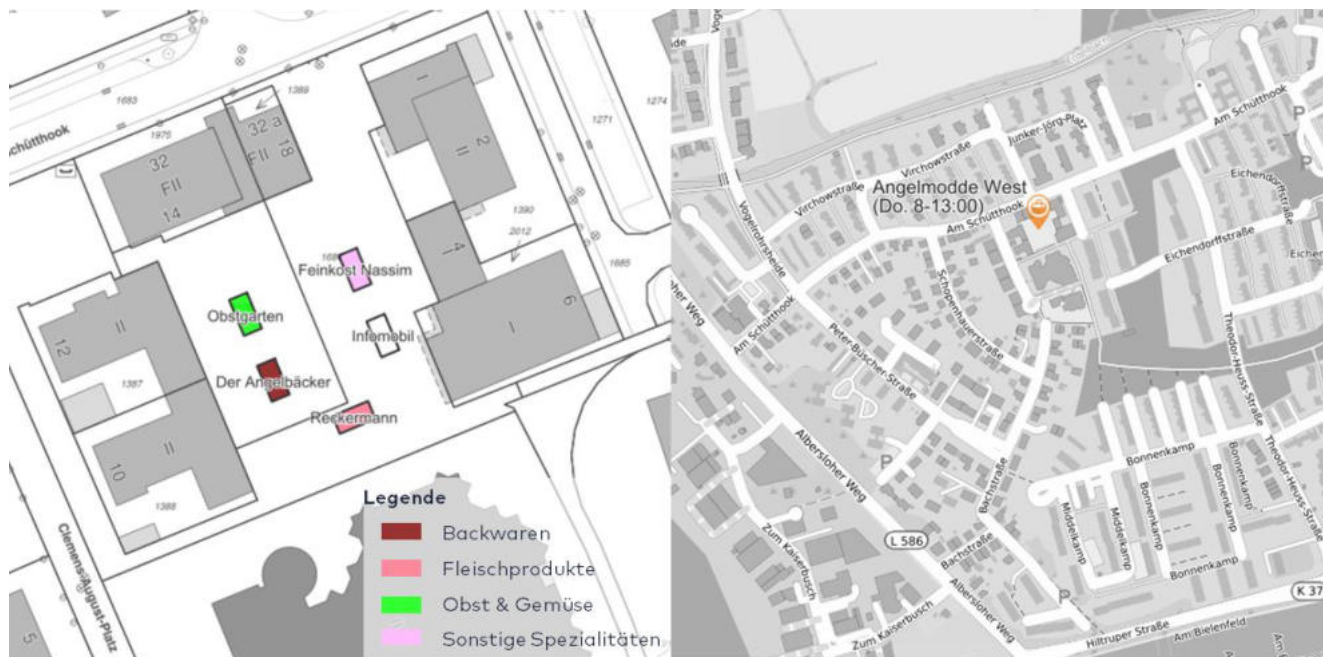 1683
1975
1389
32 a
FII
18
32
FII
14
I
2
II
1271
1274
1390
2012
4
I
1685
Feinkost Nassim
Obstgarten
Infomobil
Der Angelbäcker
Reckermann
I
6
II
12
1387
II
10
1388
Clemens-August-Platz
5
Legende
Backwaren
Fleischprodukte
Obst & Gemüse
Sonstige Spezialitäten
Angelmodde West
(Do. 8-13:00)
Am Schütthook
Junker-Jörg-Platz
Virchowstraße
Virchowstraße
Vogelrohrsheide
Am Schütthook
Am Schütthook
Eichendorffstraße
Eichendorffstraße
P
P
Schopenhauerstraße
Peter-Büscher-Straße
Theodor-Heuss-Straße
Theodor-Heuss-Straße
Albersloher Weg
P
Bachstraße
Bonnenkamp
Bonnenkamp
Bonnenkamp
Bonnenkamp
Bonnenkamp
Middelkamp
Middelkamp
Zum Kaiserbusch
L 586
Bachstraße
Albersloher Weg
P
K 37
Zum Kaiserbusch
Hiltruper Straße
Am Bielenfeld